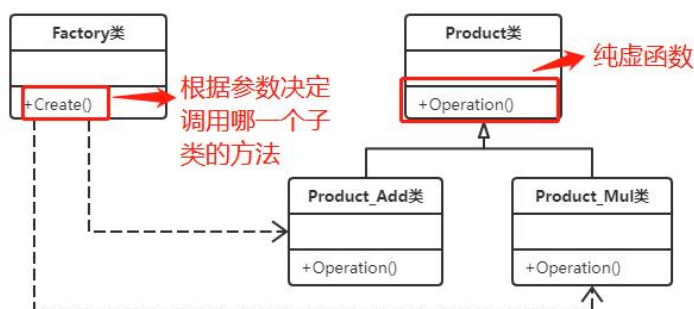 Factory类
+Create()
根据参数决定
调用哪一个子
类的方法
Product类
+Operation()
纯虚函数
Product_Add类
+Operation()
Product_Mul类
+Operation()